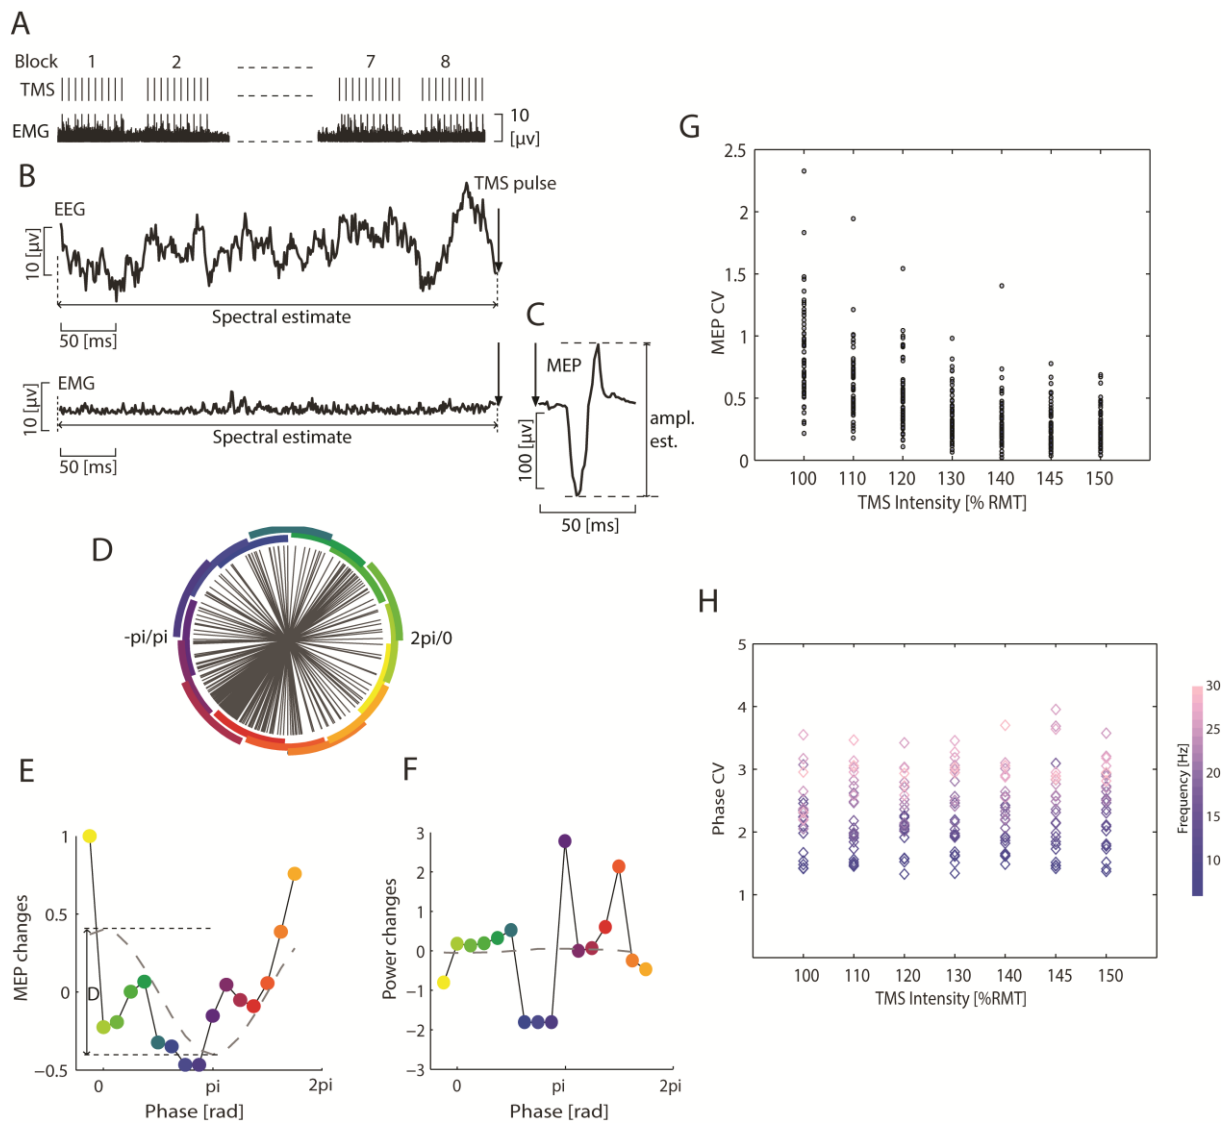 A
Block 1 2 7 8
TMS
EMG
10
[µv]
B
TMS pulse
EEG
10 [µv]
Spectral estimate
50 [ms]
EMG
10 [µv]
Spectral estimate
50 [ms]
C
MEP
100 [µv]
ampl.
est.
50 [ms]
D
-pi/pi
2pi/0
E
MEP changes
1
0.5
0
−0.5
D
0 pi 2pi
Phase [rad]
F
Power changes
3
2
1
0
−1
−2
−3
0 pi 2pi
Phase [rad]
G
MEP CV
2.5
2
1.5
1
0.5
0
100 110 120 130 140 145 150
TMS Intensity [% RMT]
H
Phase CV
5
4
3
2
1
100 110 120 130 140 145 150
TMS Intensity [%RMT]
Frequency [Hz]
30
25
20
15
10